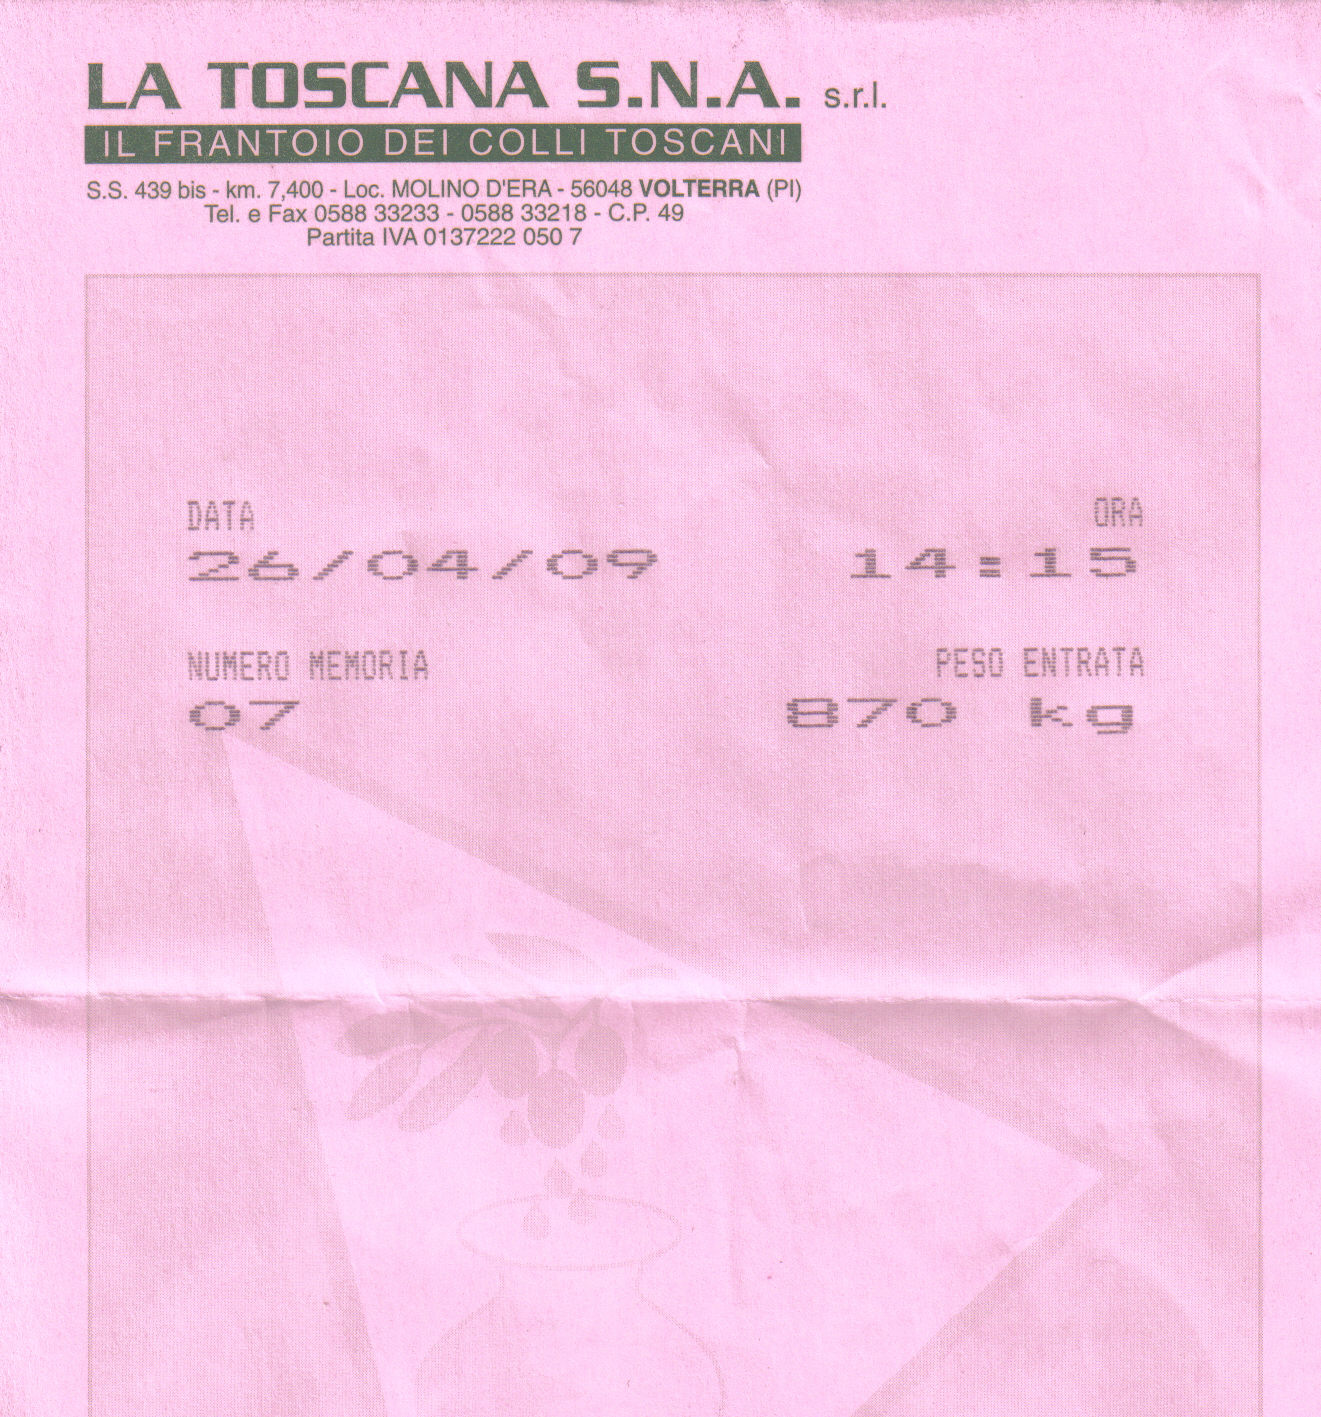 LA TOSCANA S.N.A. s.r.l.
IL FRANTOIO DEI COLLI TOSCANI
S.S. 439 bis - km. 7,400 - Loc. MOLINO D'ERA - 56048 VOLTERRA (PI)
Tel. e Fax 0588 33233 - 0588 33218 - C.P. 49
Partita IVA 0137222 050 7
DATA ORA
26/04/09 14:15
NUMERO MEMORIA PESO ENTRATA
07 870 kg